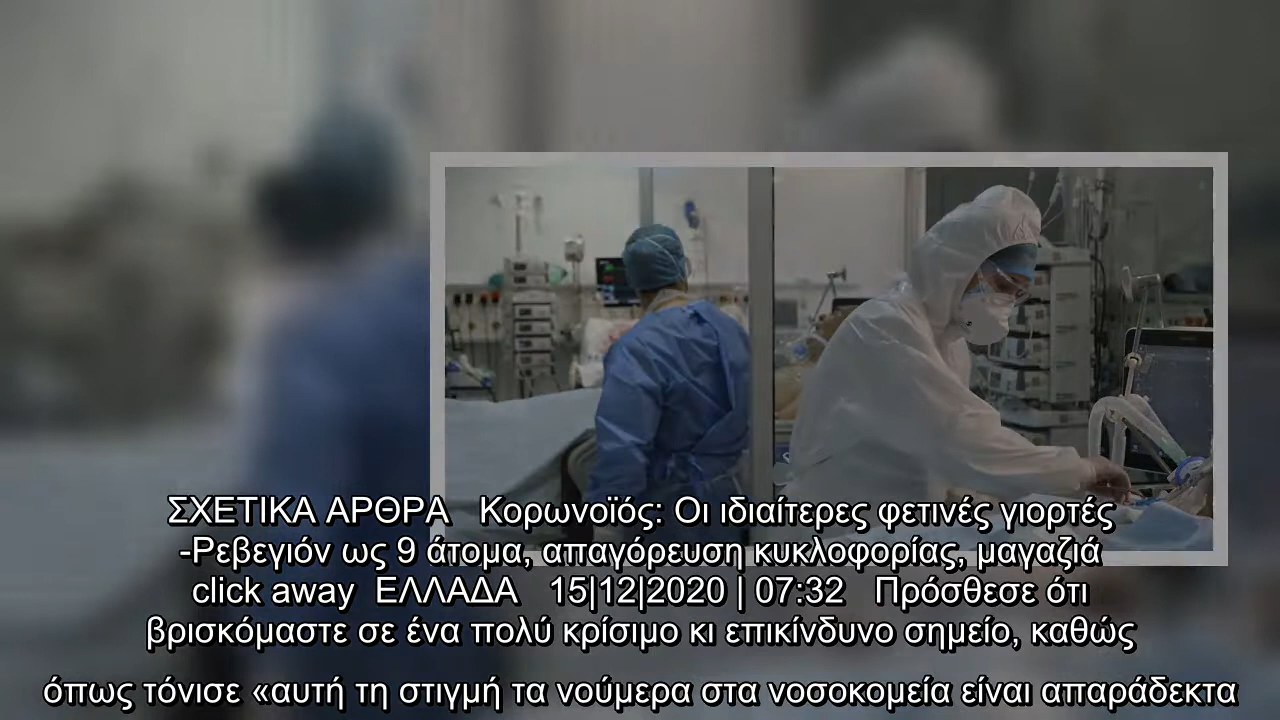 ΣΧΕΤΙΚΑ ΑΡΘΡΑ Κορωνοϊός: Οι ιδιαίτερες φετινές γιορτές
-Ρεβεγιόν ως 9 άτομα, απαγόρευση κυκλοφορίας, μαγαζιά
click away ΕΛΛΑΔΑ 15|12|2020 | 07:32 Πρόσθεσε ότι
βρισκόμαστε σε ένα πολύ κρίσιμο κι επικίνδυνο σημείο, καθώς
όπως τόνισε «αυτή τη στιγμή τα νούμερα στα νοσοκομεία είναι απαράδεκτα